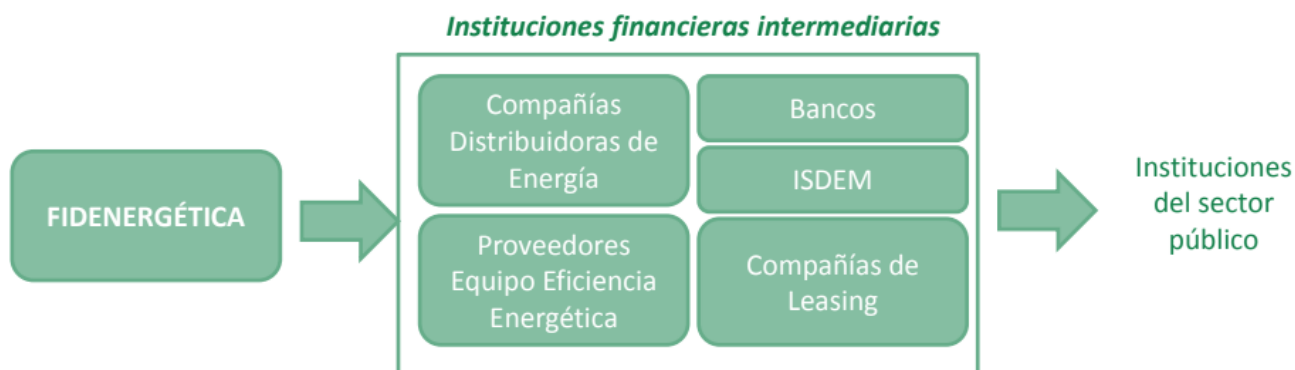 Instituciones financieras intermediarias
FIDENERGÉTICA
Compañías
Distribuidoras de
Energía
Proveedores
Equipo Eficiencia
Energética
Bancos
ISDEM
Compañías de
Leasing
Instituciones
del sector
público